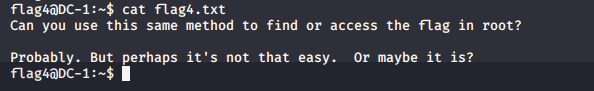 flag4@DC-1:~$ cat flag4.txt
Can you use this same method to find or access the flag in root?
Probably. But perhaps it's not that easy.  Or maybe it is?
flag4@DC-1:~$